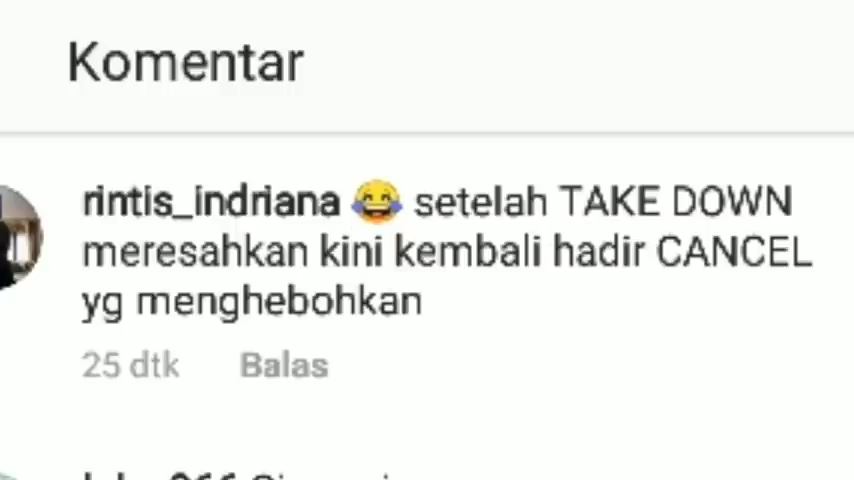 Komentar
rintis_indriana 😂 setelah TAKE DOWN
meresahkan kini kembali hadir CANCEL
yg menghebohkan
25 dtk Balas